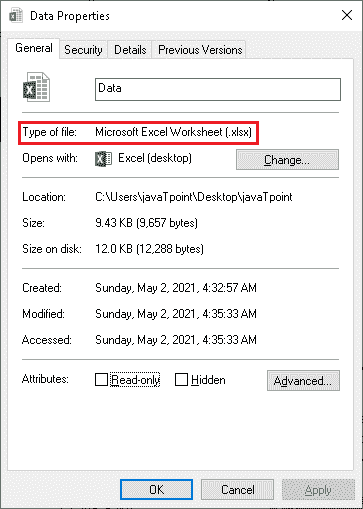 Data Properties
General Security Details Previous Versions
Data
Type of file: Microsoft Excel Worksheet (.xlsx)
Opens with: Excel (desktop) Change...
Location: C:\Users\javaTpoint\Desktop\javaTpoint
Size: 9.43 KB (9,657 bytes)
Size on disk: 12.0 KB (12,288 bytes)
Created: Sunday, May 2, 2021, 4:32:57 AM
Modified: Sunday, May 2, 2021, 4:35:33 AM
Accessed: Sunday, May 2, 2021, 4:35:33 AM
Attributes: Read-only Hidden Advanced...
OK Cancel Apply